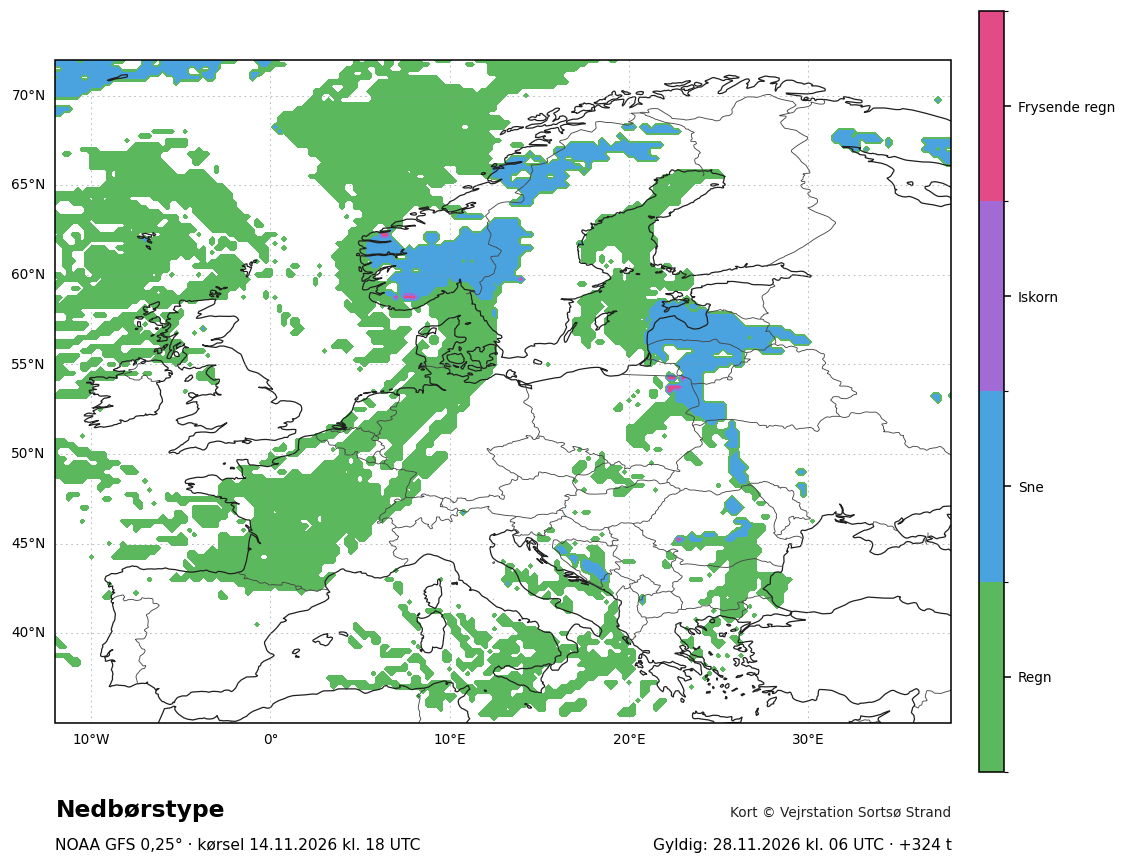 70°N
65°N
60°N
55°N
50°N
45°N
40°N
10°W
0°
10°E
20°E
30°E
Frysende regn
Iskorn
Sne
Regn
Nedbørstype
Kort © Vejrstation Sortsø Strand
NOAA GFS 0,25° · kørsel 14.11.2026 kl. 18 UTC
Gyldig: 28.11.2026 kl. 06 UTC · +324 t